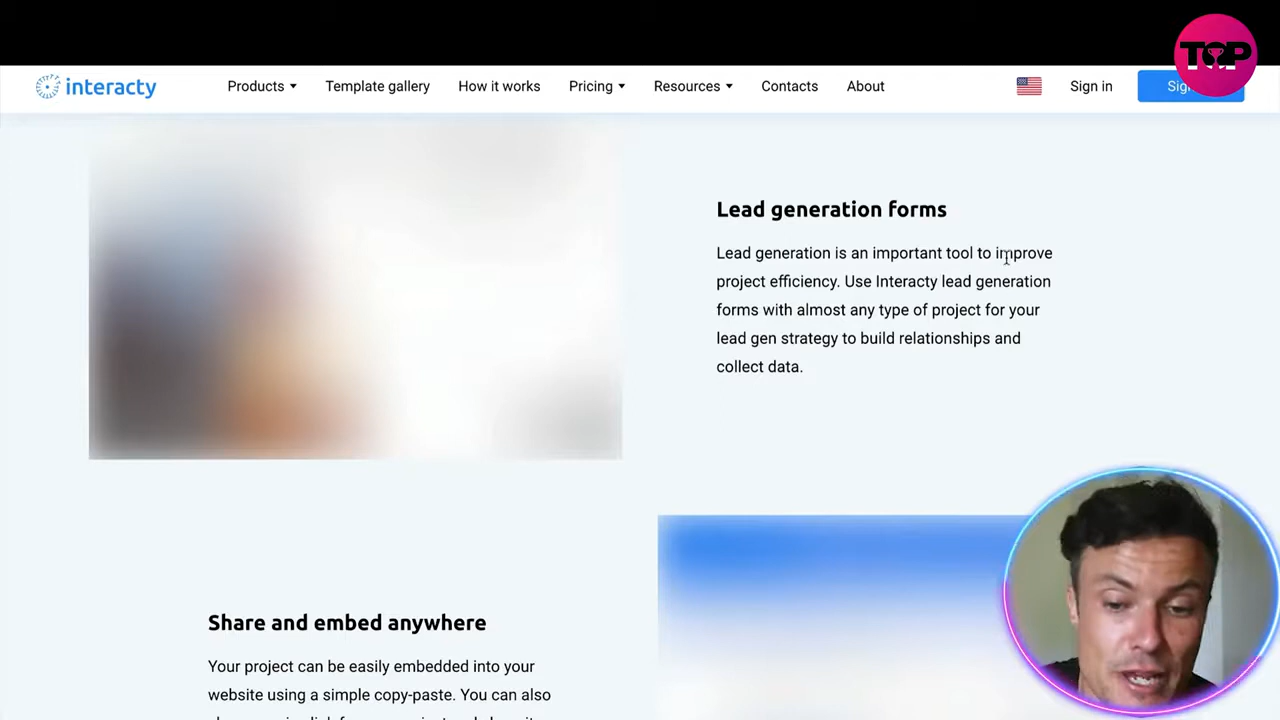 TOP
interacty
Products
Template gallery
How it works
Pricing
Resources
Contacts
About
Sign in
Lead generation forms
Lead generation is an important tool to improve
project efficiency. Use Interacty lead generation
forms with almost any type of project for your
lead gen strategy to build relationships and
collect data.
Share and embed anywhere
Your project can be easily embedded into your
website using a simple copy-paste. You can also